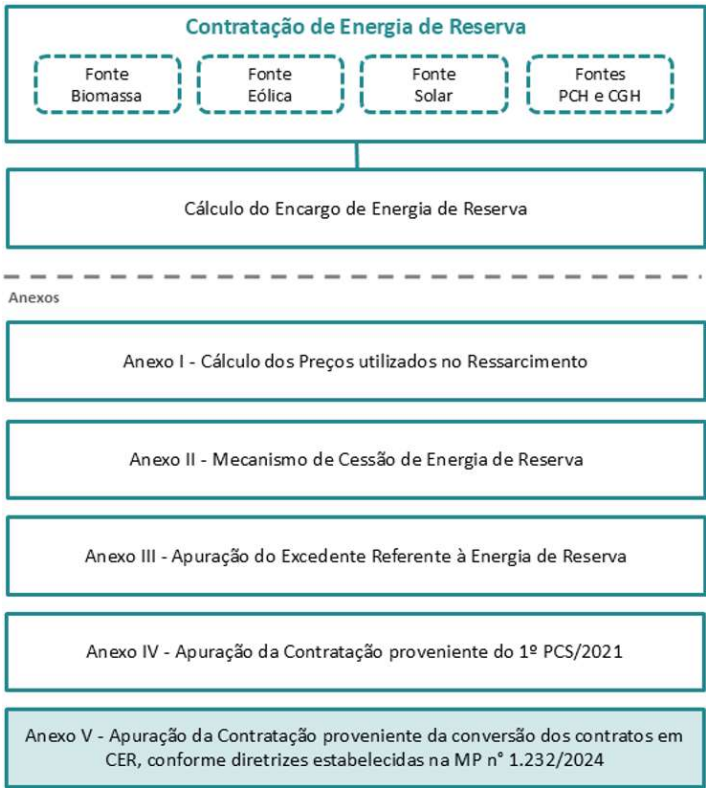 Contratação de Energia de Reserva
Fonte
Biomassa
Fonte
Eólica
Fonte
Solar
Fontes
PCH e CGH
Cálculo do Encargo de Energia de Reserva
Anexos
Anexo I - Cálculo dos Preços utilizados no Ressarcimento
Anexo II - Mecanismo de Cessão de Energia de Reserva
Anexo III - Apuração do Excedente Referente à Energia de Reserva
Anexo IV - Apuração da Contratação proveniente do 1º PCS/2021
Anexo V - Apuração da Contratação proveniente da conversão dos contratos em
CER, conforme diretrizes estabelecidas na MP n° 1.232/2024